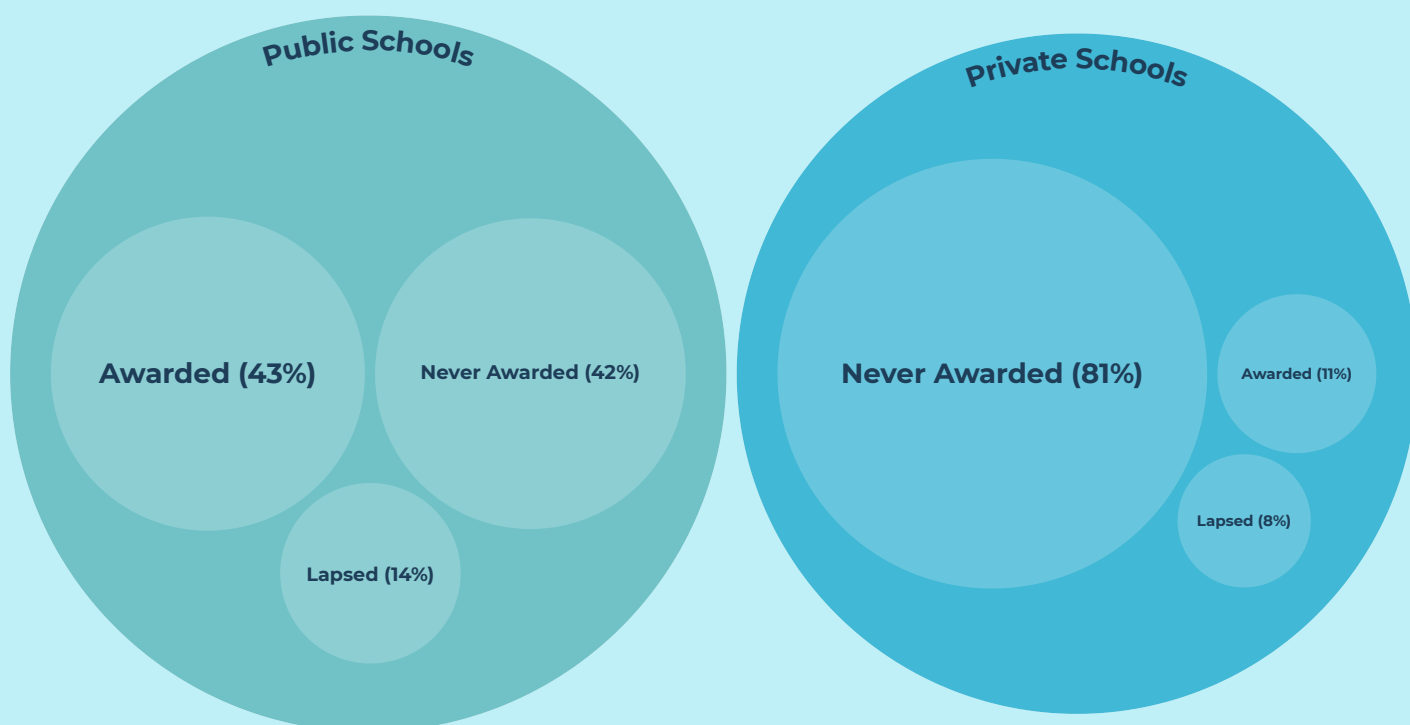 Public Schools
Awarded (43%)
Never Awarded (42%)
Lapsed (14%)
Private Schools
Never Awarded (81%)
Awarded (11%)
Lapsed (8%)